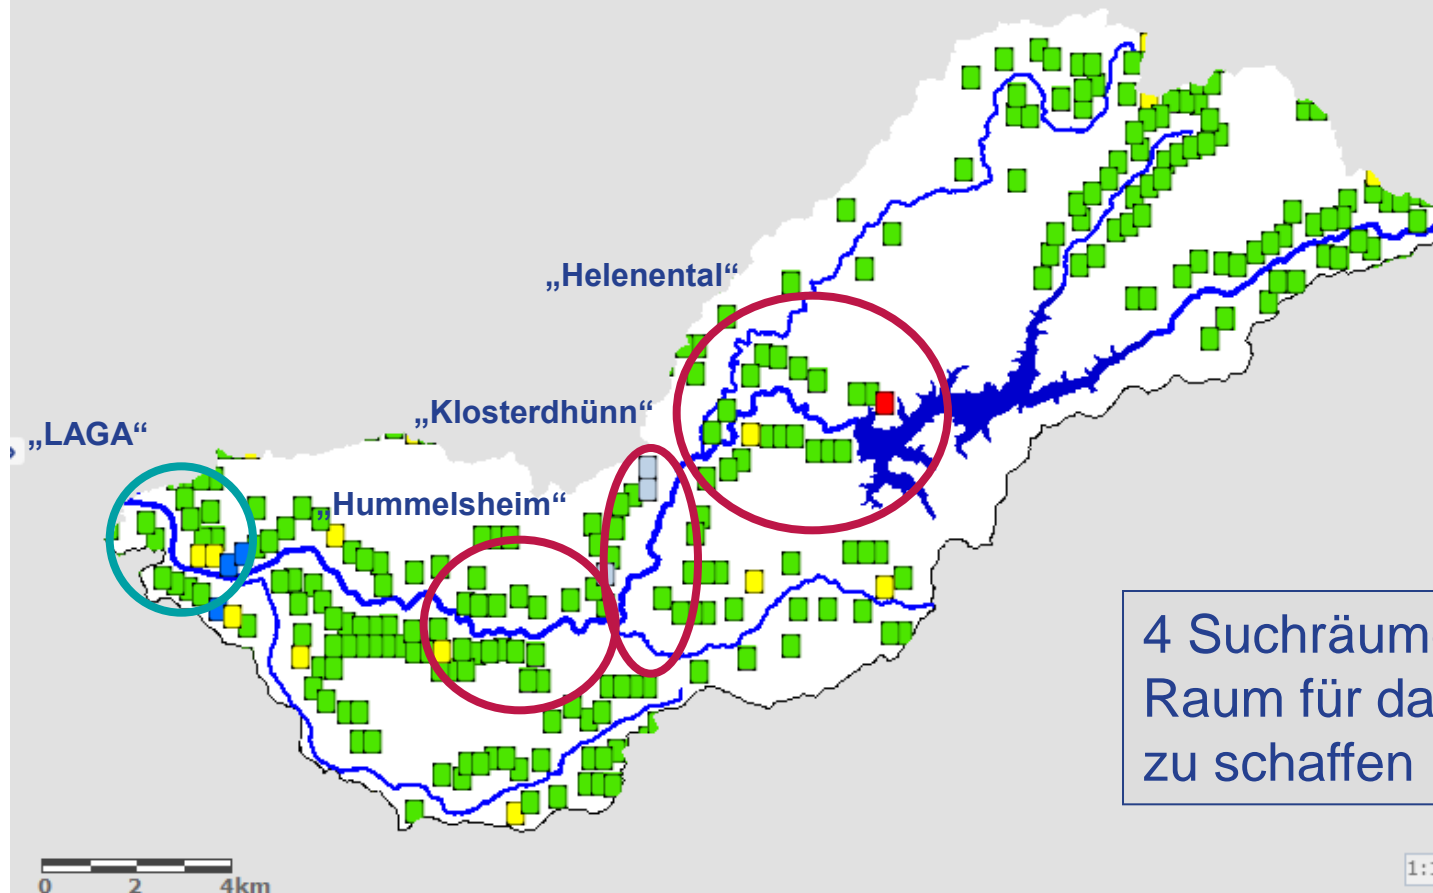 „Helenental“
„Klosterdhünn“
„LAGA“
„Hummelsheim“
4 Suchräum
Raum für da
zu schaffen
0 2 4km